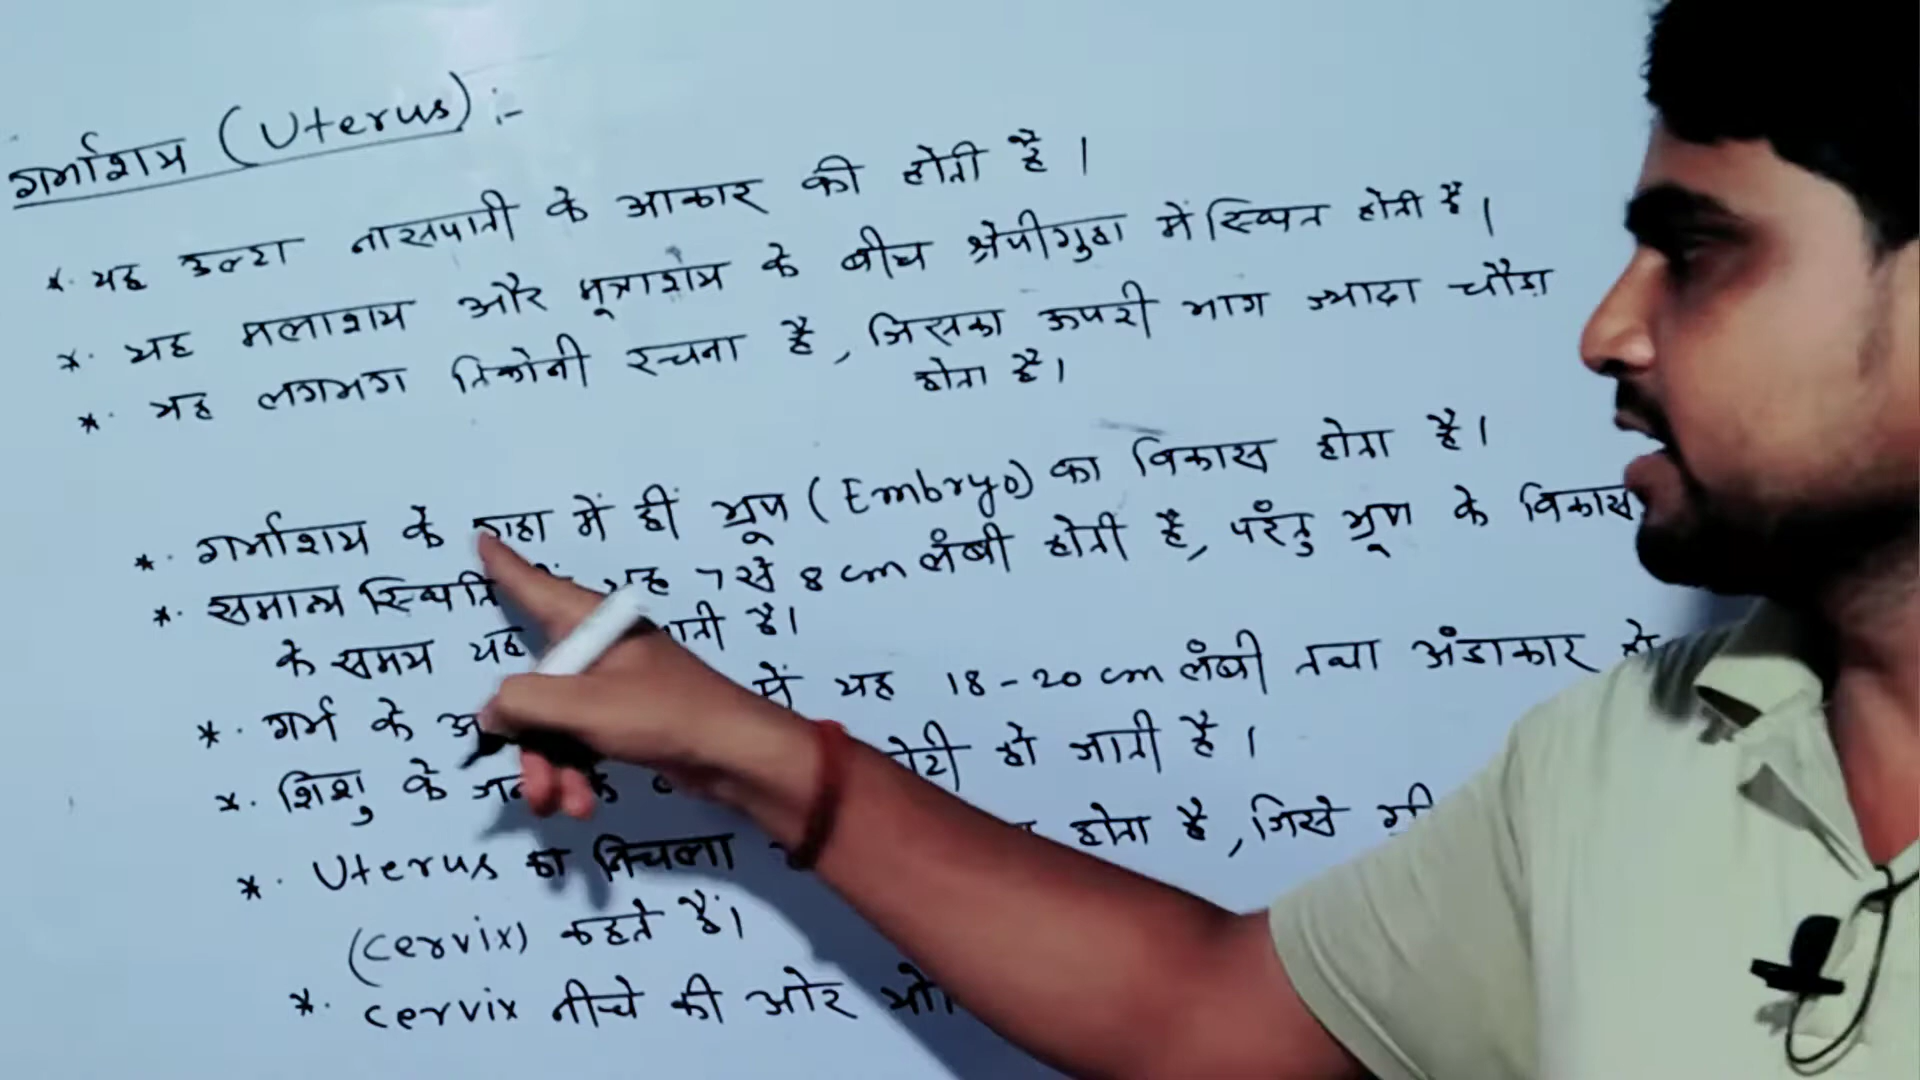 गर्भाशय (Uterus):-
*. यह उल्टा नासपाती के आकार की होती है।
*. यह मलाशय और मूत्राशय के बीच श्रेणीगुहा में स्थित होती है।
*. यह लगभग तिकोनी रचना है, जिसका ऊपरी भाग ज्यादा चौड़ा
होता है।
*. गर्भाशय के गुहा में ही भ्रूण (Embryo) का विकास होता है।
*. समान्य स्थिति यह 7 से 8 cm लंबी होती है, परंतु भ्रूण के विकास
के समय यह है।
*. गर्भ के में यह 18-20 cm लंबी तथा अंडाकार
*. शिशु के हो जाती है।
*. Uterus का निचला होता है, जिसे
(cervix) कहते हैं।
*. cervix नीचे की ओर